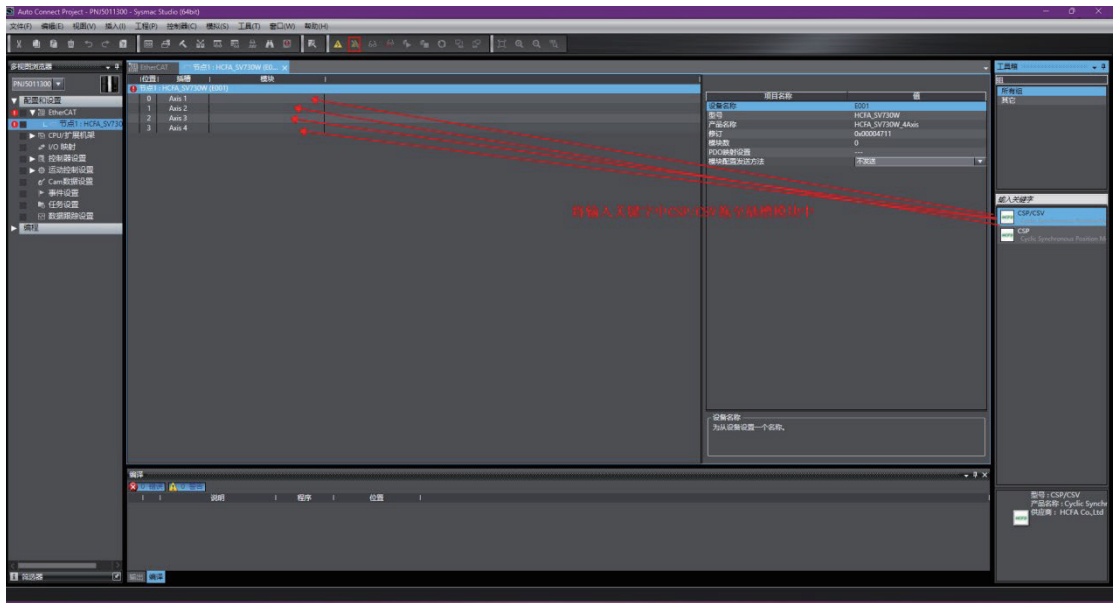 Auto Connect Project - PNJ5011300 - Sysmac Studio (64bit)
文件(F) 编辑(E) 视图(V) 插入(I) 工程(P) 控制器(C) 模拟(S) 工具(T) 窗口(W) 帮助(H)
多视图浏览器
PNJ5011300
配置和设置
EtherCAT
节点1 : HCFA_SV730
CPU/扩展机架
I/O 映射
控制器设置
运动控制设置
Cam数据设置
事件设置
任务设置
数据跟踪设置
编程
筛选器
EtherCAT
节点1 : HCFA_SV730W (E0...
位置 插槽 模块
节点1 : HCFA_SV730W (E001)
0 Axis 1
1 Axis 2
2 Axis 3
3 Axis 4
项目名称 值
设备名称 E001
型号 HCFA_SV730W
产品名称 HCFA_SV730W_4Axis
修订 0x00004711
模块数 0
PDO映射设置 ---
模块配置发送方法 不发送
设备名称
为从设备设置一个名称。
编译
说明 程序 位置
输出 编译
工具箱
组
所有组
其它
输入关键字
CSP/CSV
CSP
Cyclic Synchronous Position
型号 : CSP/CSV
产品名称 : Cyclic Synchr
供应商 : HCFA Co.,Ltd